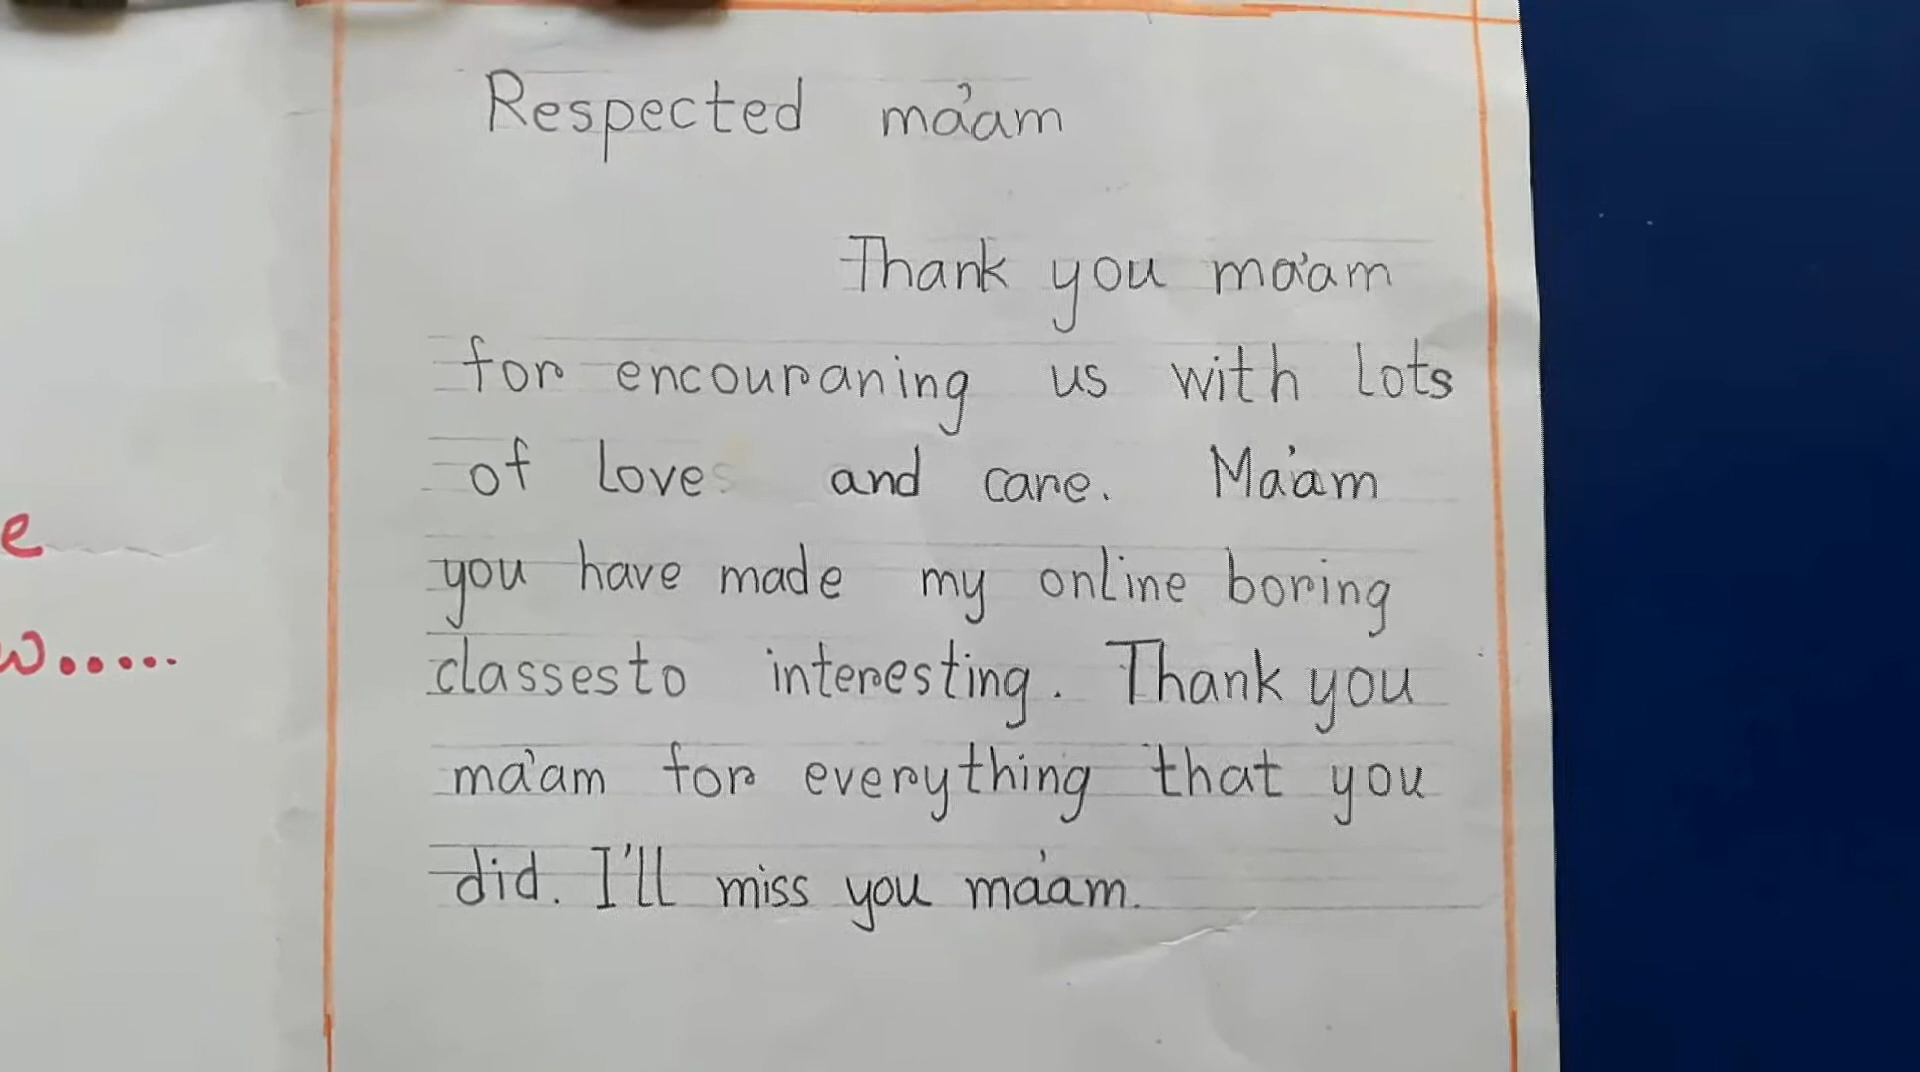 Respected ma'am
Thank you ma'am
for encouraning us with lots
of love and care. Ma'am
you have made my online boring
classes to interesting. Thank you
ma'am for everything that you
did. I'll miss you ma'am.